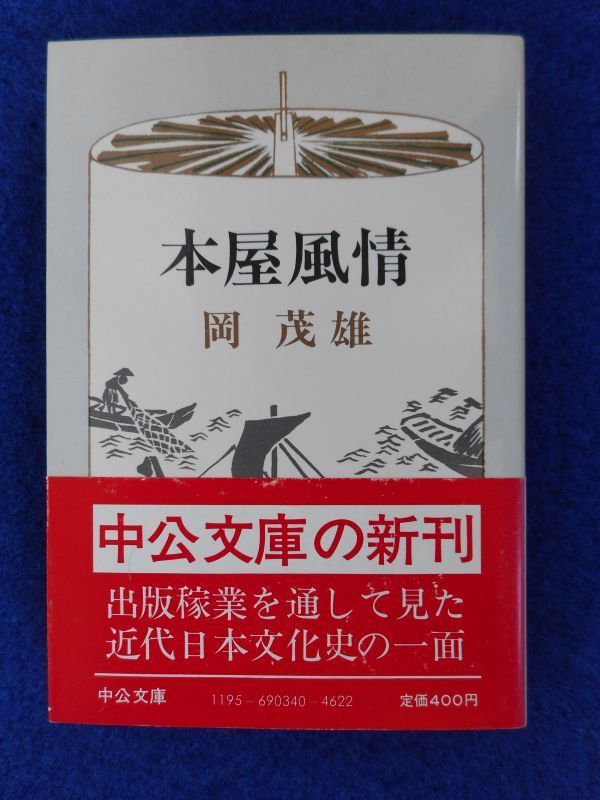 本屋風情
岡 茂雄
中公文庫の新刊
出版稼業を通して見た
近代日本文化史の一面
中公文庫 1195-690340-4622 定価400円